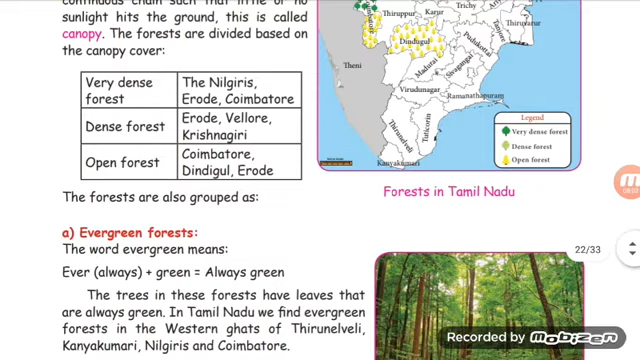 continuous chain such that little or no
sunlight hits the ground, this is called
canopy. The forests are divided based on
the canopy cover:
Very dense forest
The Nilgiris, Erode, Coimbatore
Dense forest
Erode, Vellore, Krishnagiri
Open forest
Coimbatore, Dindigul, Erode
The forests are also grouped as:
a) Evergreen forests:
The word evergreen means:
Ever (always) + green = Always green
The trees in these forests have leaves that
are always green. In Tamil Nadu we find evergreen
forests in the Western ghats of Thirunelveli,
Kanyakumari, Nilgiris and Coimbatore.
Thiruppur
Karur
Trichy
Thiruvarur
Dindugul
Pudukottai
Theni
Madurai
Sivagangai
Virudunagar
Ramanathapuram
Thirunelveli
Tuticorin
Kanyakumari
Legend
Very dense forest
Dense forest
Open forest
Forests in Tamil Nadu
08:02
22/33
Recorded by mobizen